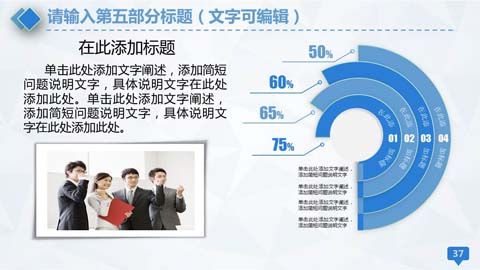 请输入第五部分标题（文字可编辑）
在此添加标题
单击此处添加文字阐述，添加简短
问题说明文字，具体说明文字在此处
添加此处。单击此处添加文字阐述，
添加简短问题说明文字，具体说明文
字在此处添加此处。
50%
60%
65%
75%
在此添
在此添
在此添
在此添
01 02 03 04
加标题
加标题
加标题
加标题
单击此处添加文字阐述，
添加简短问题说明文字
单击此处添加文字阐述，
添加简短问题说明文字
单击此处添加文字阐述，
添加简短问题说明文字
单击此处添加文字阐述，
添加简短问题说明文字
37